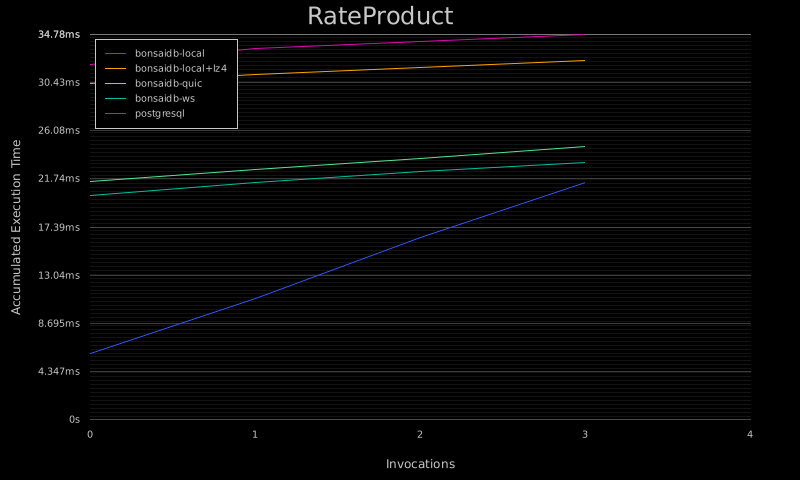 RateProduct
34.78ms
30.43ms
26.08ms
21.74ms
17.39ms
13.04ms
8.695ms
4.347ms
0s
Accumulated Execution Time
bonsaidb-local
bonsaidb-local+lz4
bonsaidb-quic
bonsaidb-ws
postgresql
0 1 2 3 4
Invocations